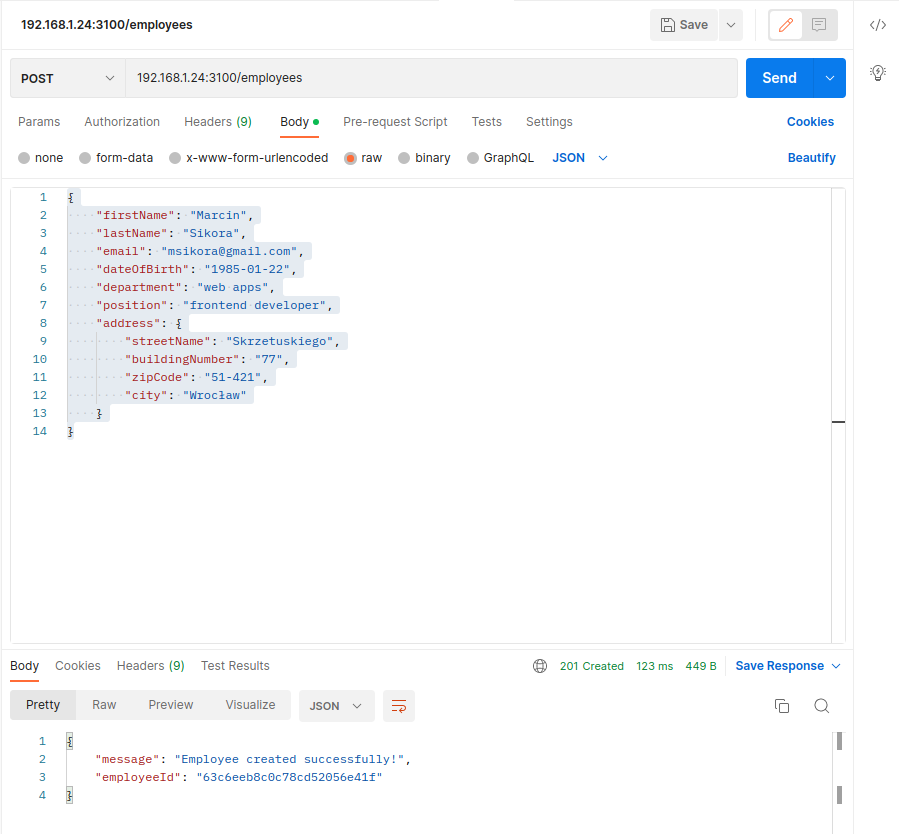 192.168.1.24:3100/employees
Save
POST 192.168.1.24:3100/employees Send
Params Authorization Headers (9) Body Pre-request Script Tests Settings Cookies
none form-data x-www-form-urlencoded raw binary GraphQL JSON Beautify
1 {
2 "firstName": "Marcin",
3 "lastName": "Sikora",
4 "email": "msikora@gmail.com",
5 "dateOfBirth": "1985-01-22",
6 "department": "web apps",
7 "position": "frontend developer",
8 "address": {
9 "streetName": "Skrzetuskiego",
10 "buildingNumber": "77",
11 "zipCode": "51-421",
12 "city": "Wrocław"
13 }
14 }
Body Cookies Headers (9) Test Results 201 Created 123 ms 449 B Save Response
Pretty Raw Preview Visualize JSON
1 {
2 "message": "Employee created successfully!",
3 "employeeId": "63c6eeb8c0c78cd52056e41f"
4 }